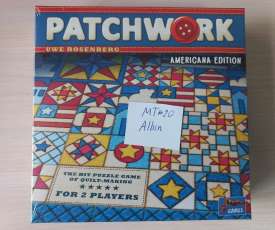 PATCHWORK
UWE ROSENBERG
AMERICANA EDITION
MT#20
Albin
THE HIT PUZZLE GAME
OF QUILT-MAKING
FOR 2 PLAYERS